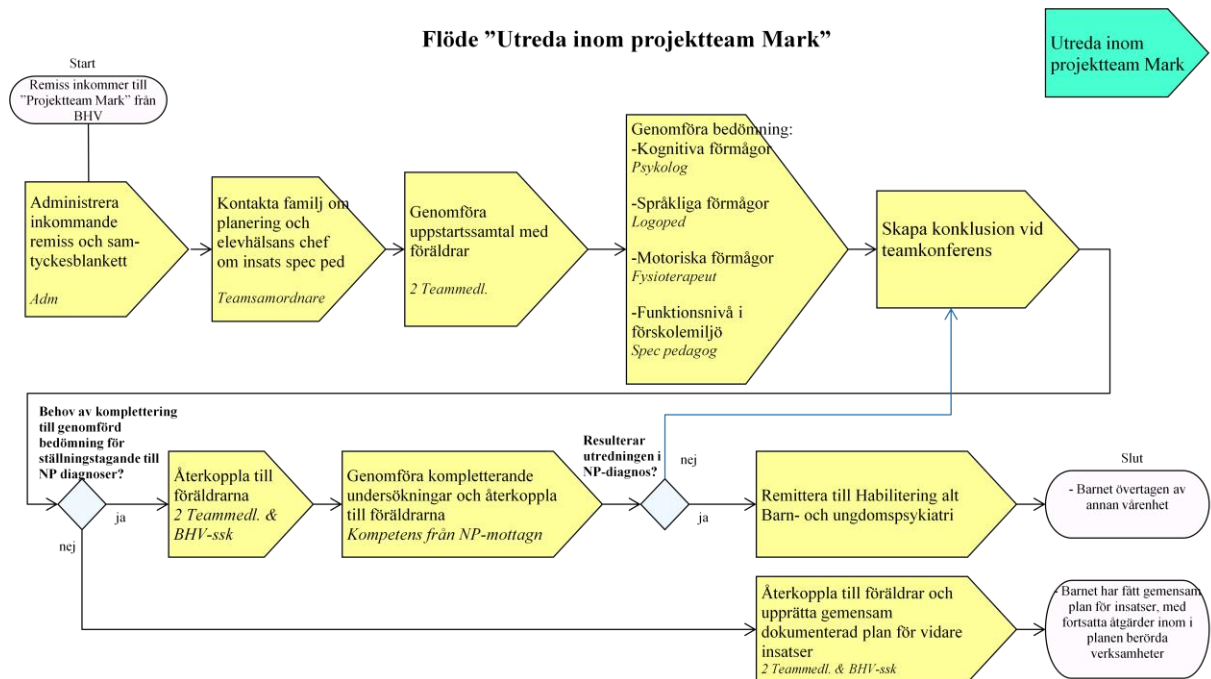 Flöde ”Utreda inom projektteam Mark”
Utreda inom
projektteam Mark
Start
Remiss inkommer till
”Projektteam Mark” från
BHV
Administrera
inkommande
remiss och sam-
tyckesblankett
Adm
Kontakta familj om
planering och
elevhälsans chef
om insats spec ped
Teamsamordnare
Genomföra
uppstartssamtal med
föräldrar
2 Teammedl.
Genomföra bedömning:
-Kognitiva förmågor
Psykolog
-Språkliga förmågor
Logoped
-Motoriska förmågor
Fysioterapeut
-Funktionsnivå i
förskolemiljö
Spec pedagog
Skapa konklusion vid
teamkonferens
Behov av komplettering
till genomförd
bedömning för
ställningstagande till
NP diagnoser?
ja
nej
Återkoppla till
föräldrarna
2 Teammedl. &
BHV-ssk
Genomföra kompletterande
undersökningar och återkoppla
till föräldrarna
Kompetens från NP-mottagn
Resulterar
utredningen i
NP-diagnos?
nej
ja
Remittera till Habilitering alt
Barn- och ungdomspsykiatri
Slut
- Barnet övertagen av
annan vårenhet
Återkoppla till föräldrar och
upprätta gemensam
dokumenterad plan för vidare
insatser
2 Teammedl. & BHV-ssk
- Barnet har fått gemensam
plan för insatser, med
fortsatta åtgärder inom i
planen berörda
verksamheter